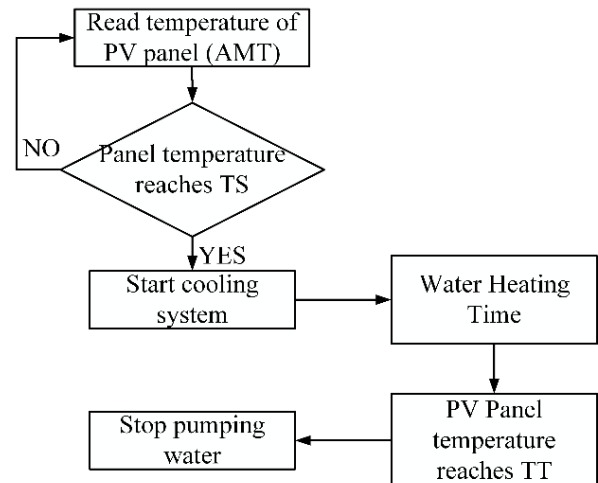 Read temperature of
PV panel (AMT)
NO
Panel temperature
reaches TS
YES
Start cooling
system
Water Heating
Time
PV Panel
temperature
reaches TT
Stop pumping
water